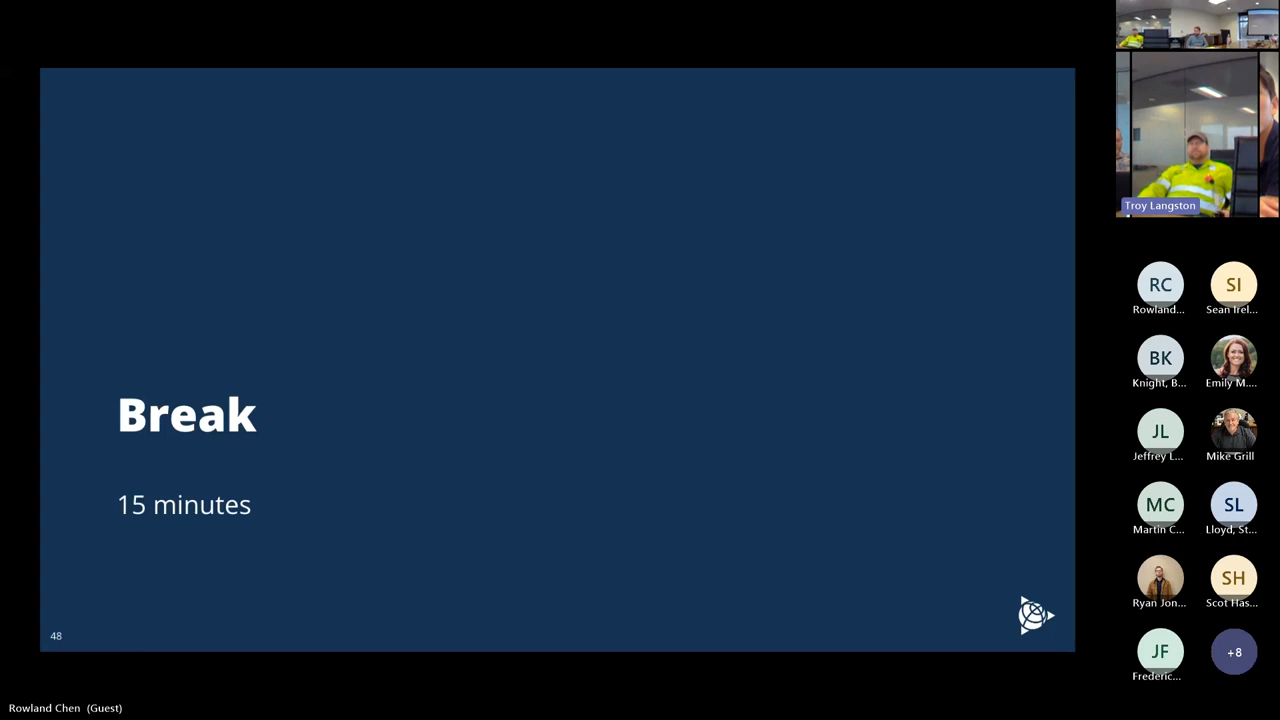 Break
15 minutes
48
Troy Langston
RC
Rowland...
SI
Sean Irel...
BK
Knight, B...
Emily M....
JL
Jeffrey L...
Mike Grill
MC
Martin C...
SL
Lloyd, St...
Ryan Jon...
SH
Scot Has...
JF
Frederic...
+8
Rowland Chen (Guest)